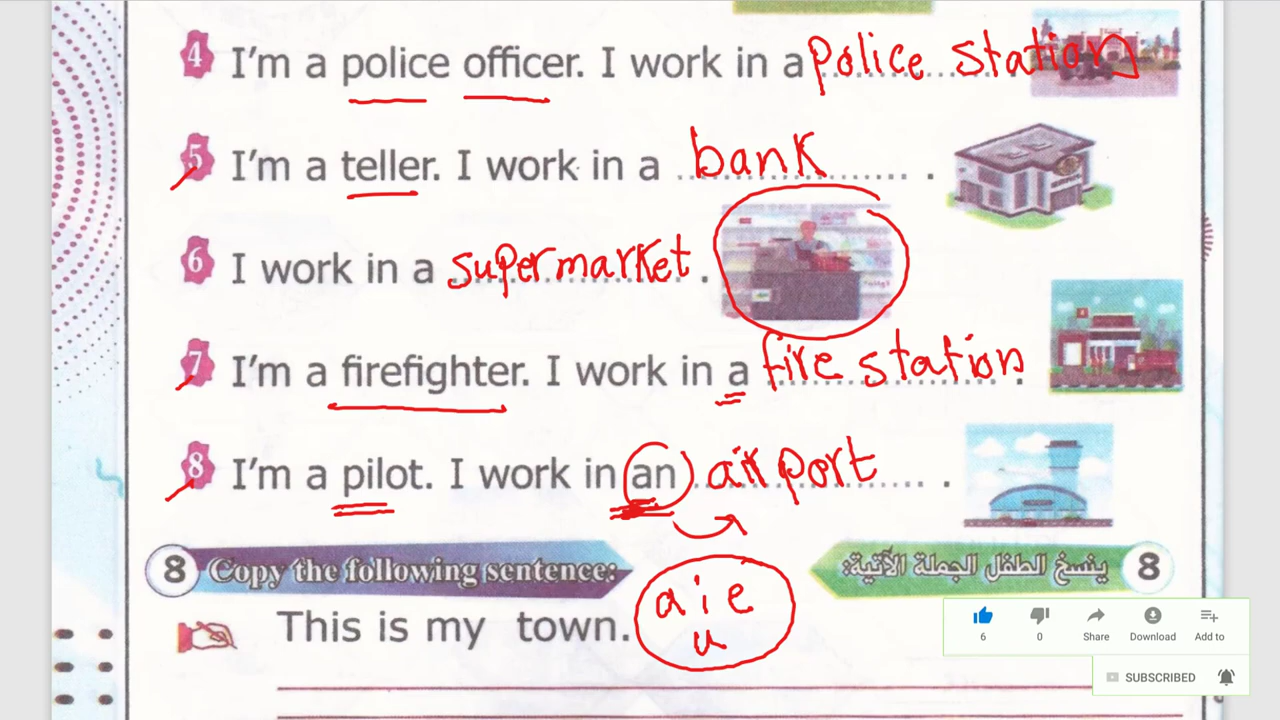 4 I'm a police officer. I work in a police station
5 I'm a teller. I work in a bank .
6 I work in a supermarket .
7 I'm a firefighter. I work in a fire station .
8 I'm a pilot. I work in an airport .
8 Copy the following sentence: ينسخ الطفل الجملة الآتية: 8
This is my town.
a i e
u
6 0 Share Download Add to
SUBSCRIBED